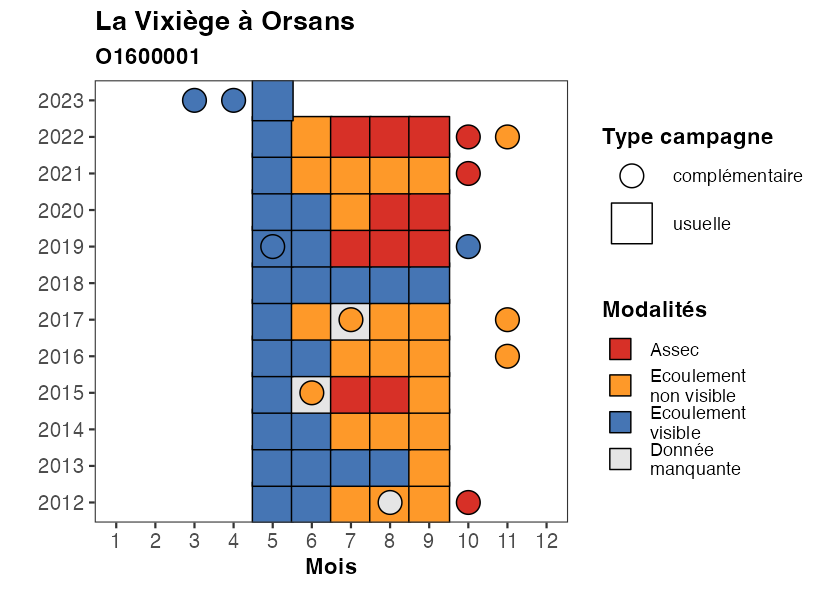 La Vixiège à Orsans
O1600001
2023
2022
2021
2020
2019
2018
2017
2016
2015
2014
2013
2012
1 2 3 4 5 6 7 8 9 10 11 12
Mois
Type campagne
complémentaire
usuelle
Modalités
Assec
Ecoulement
non visible
Ecoulement
visible
Donnée
manquante